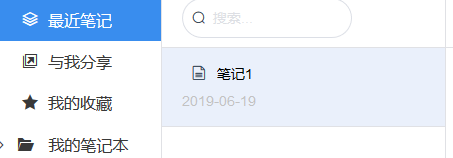 最近笔记
与我分享
我的收藏
我的笔记本
搜索...
笔记1
2019-06-19